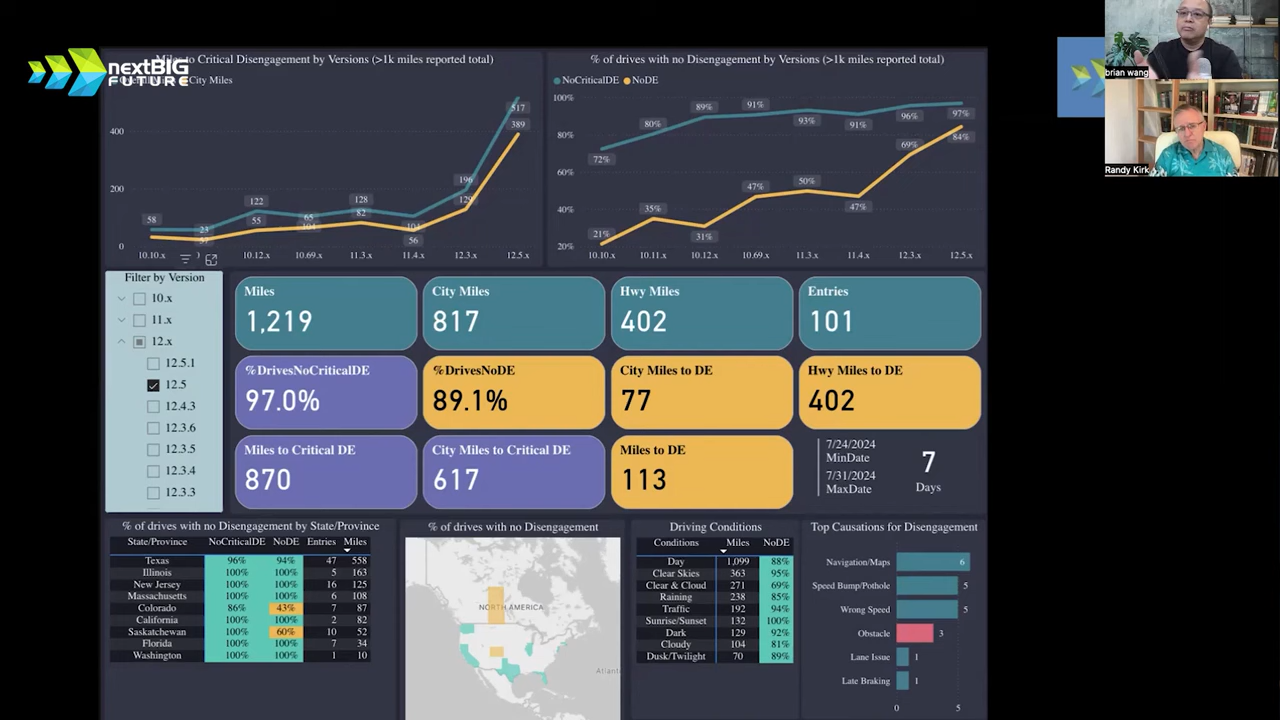 nextBIG
FUTURE
Miles to Critical Disengagement by Versions (>1k miles reported total)
City Miles
400
200
0
58
23
122
55
65
104
128
82
104
56
196
129
517
389
10.10.x
10.12.x
10.69.x
11.3.x
11.4.x
12.3.x
12.5.x
% of drives with no Disengagement by Versions (>1k miles reported total)
NoCriticalDE NoDE
100%
80%
60%
40%
20%
72%
80%
89%
91%
93%
91%
96%
97%
21%
35%
31%
47%
50%
47%
69%
84%
10.10.x 10.11.x 10.12.x 10.69.x 11.3.x 11.4.x 12.3.x 12.5.x
brian wang
Randy Kirk
Filter by Version
10.x
11.x
12.x
12.5.1
12.5
12.4.3
12.3.6
12.3.5
12.3.4
12.3.3
Miles
1,219
City Miles
817
Hwy Miles
402
Entries
101
%DrivesNoCriticalDE
97.0%
%DrivesNoDE
89.1%
City Miles to DE
77
Hwy Miles to DE
402
Miles to Critical DE
870
City Miles to Critical DE
617
Miles to DE
113
7/24/2024
MinDate
7/31/2024
MaxDate
7
Days
% of drives with no Disengagement by State/Province
State/Province NoCriticalDE NoDE Entries Miles
Texas 96% 94% 47 558
Illinois 100% 100% 5 163
New Jersey 100% 100% 16 125
Massachusetts 100% 100% 6 108
Colorado 86% 43% 7 87
California 100% 100% 2 82
Saskatchewan 100% 60% 10 52
Florida 100% 100% 7 34
Washington 100% 100% 1 10
% of drives with no Disengagement
NORTH AMERICA
Atlanti
Driving Conditions
Conditions Miles NoDE
Day 1,099 88%
Clear Skies 363 95%
Clear & Cloud 271 69%
Raining 238 85%
Traffic 192 94%
Sunrise/Sunset 132 100%
Dark 129 92%
Cloudy 104 81%
Dusk/Twilight 70 89%
Top Causations for Disengagement
Navigation/Maps 6
Speed Bump/Pothole 5
Wrong Speed 5
Obstacle 3
Lane Issue 1
Late Braking 1
0 5